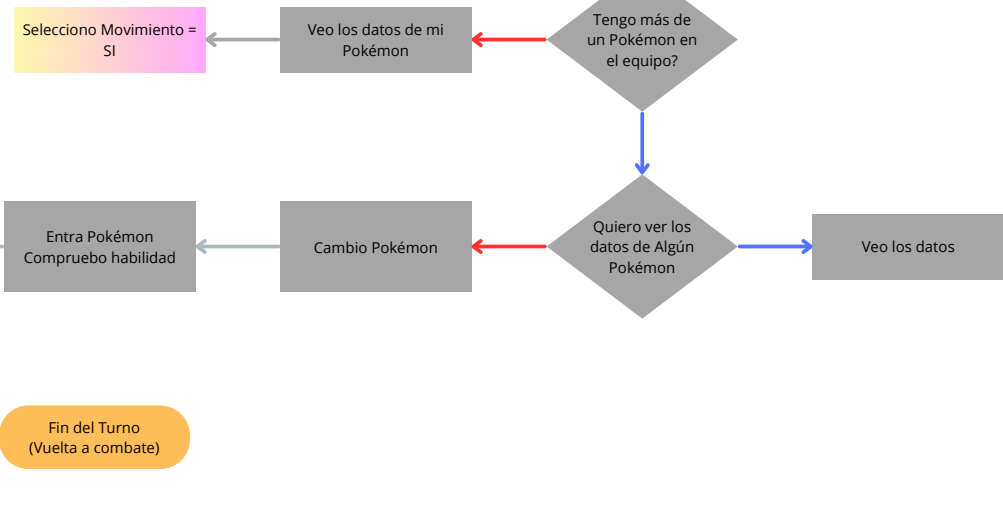 Selecciono Movimiento =
SI
Veo los datos de mi
Pokémon
Tengo más de
un Pokémon en
el equipo?
Entra Pokémon
Compruebo habilidad
Cambio Pokémon
Quiero ver los
datos de Algún
Pokémon
Veo los datos
Fin del Turno
(Vuelta a combate)